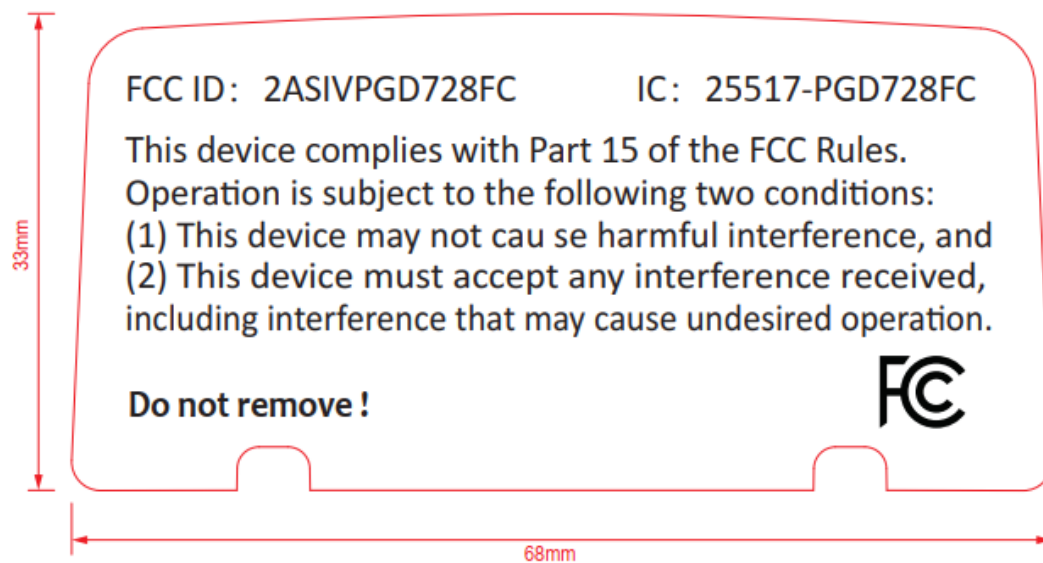 FCC ID: 2ASIVPGD728FC IC: 25517-PGD728FC
This device complies with Part 15 of the FCC Rules.
Operation is subject to the following two conditions:
(1) This device may not cau se harmful interference, and
(2) This device must accept any interference received,
including interference that may cause undesired operation.
Do not remove !
FC
33mm
68mm